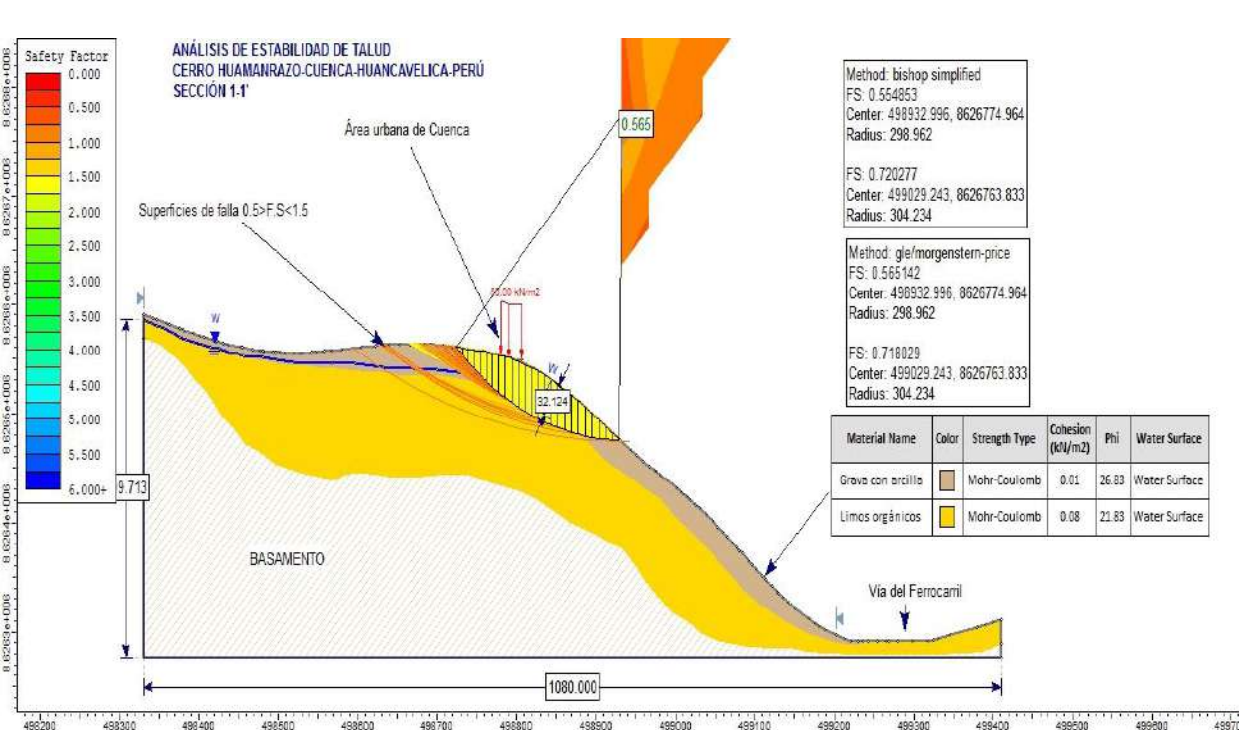 Safety Factor
0.000
0.500
1.000
1.500
2.000
2.500
3.000
3.500
4.000
4.500
5.000
5.500
6.000+
ANÁLISIS DE ESTABILIDAD DE TALUD
CERRO HUAMANRAZO-CUENCA-HUANCAVELICA-PERÚ
SECCIÓN 1-1'
Área urbana de Cuenca
Superficies de falla 0.5>F.S<1.5
0.565
Method: bishop simplified
FS: 0.554853
Center: 498932.996, 8626774.964
Radius: 298.962
FS: 0.720277
Center: 499029.243, 8626763.833
Radius: 304.234
Method: gle/morgenstern-price
FS: 0.565142
Center: 498932.996, 8626774.964
Radius: 298.962
FS: 0.718029
Center: 499029.243, 8626763.833
Radius: 304.234
kN/m2
W
W
32.124
9.713
Material Name Color Strength Type Cohesion (kN/m2) Phi Water Surface
Grava con arcilla Mohr-Coulomb 0.01 26.83 Water Surface
Limos orgánicos Mohr-Coulomb 0.08 21.83 Water Surface
BASAMENTO
Vía del Ferrocarril
1080.000
498200 498300 498400 498500 498600 498700 498800 498900 499000 499100 499200 499300 499400 499500 499600